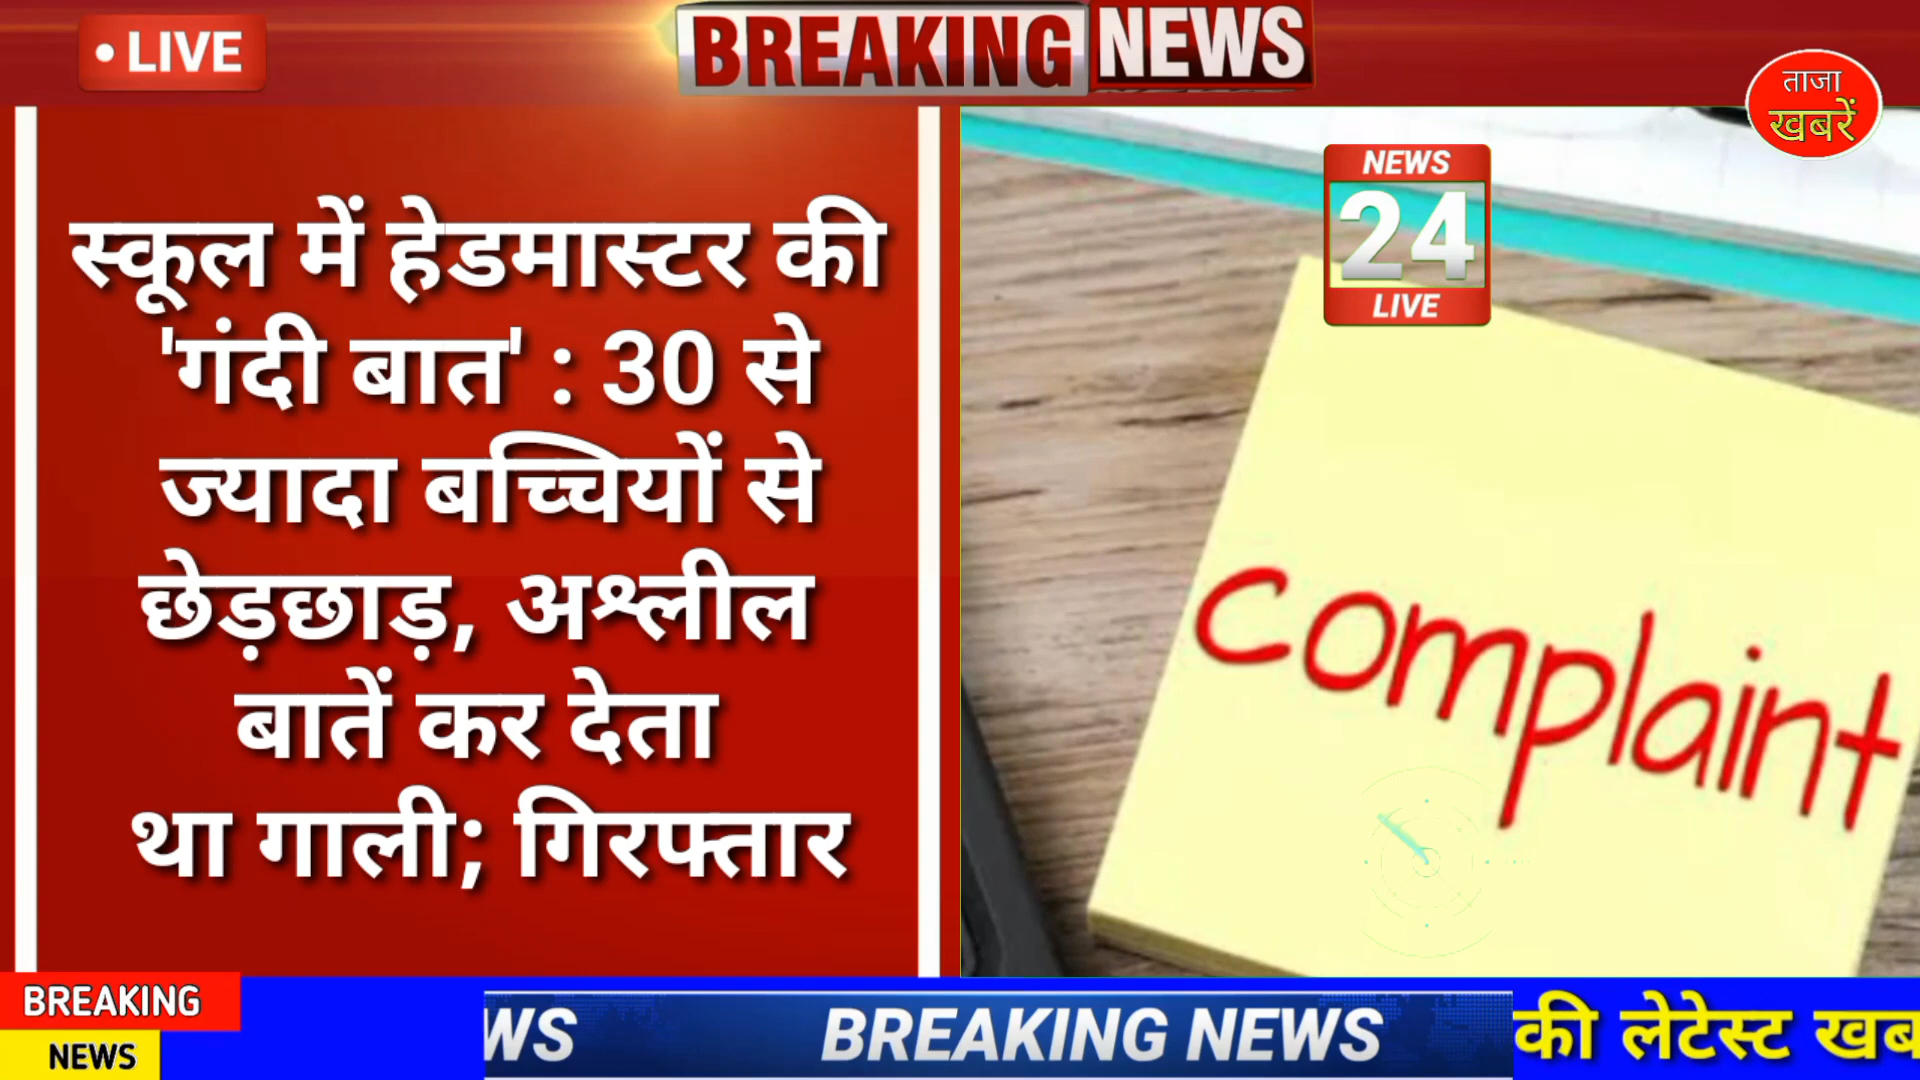 • LIVE
BREAKING NEWS
ताजा
खबरें
NEWS
24
LIVE
स्कूल में हेडमास्टर की
'गंदी बात' : 30 से
ज्यादा बच्चियों से
छेड़छाड़, अश्लील
बातें कर देता
था गाली; गिरफ्तार
complaint
BREAKING
NEWS
WS
BREAKING NEWS
की लेटेस्ट खब